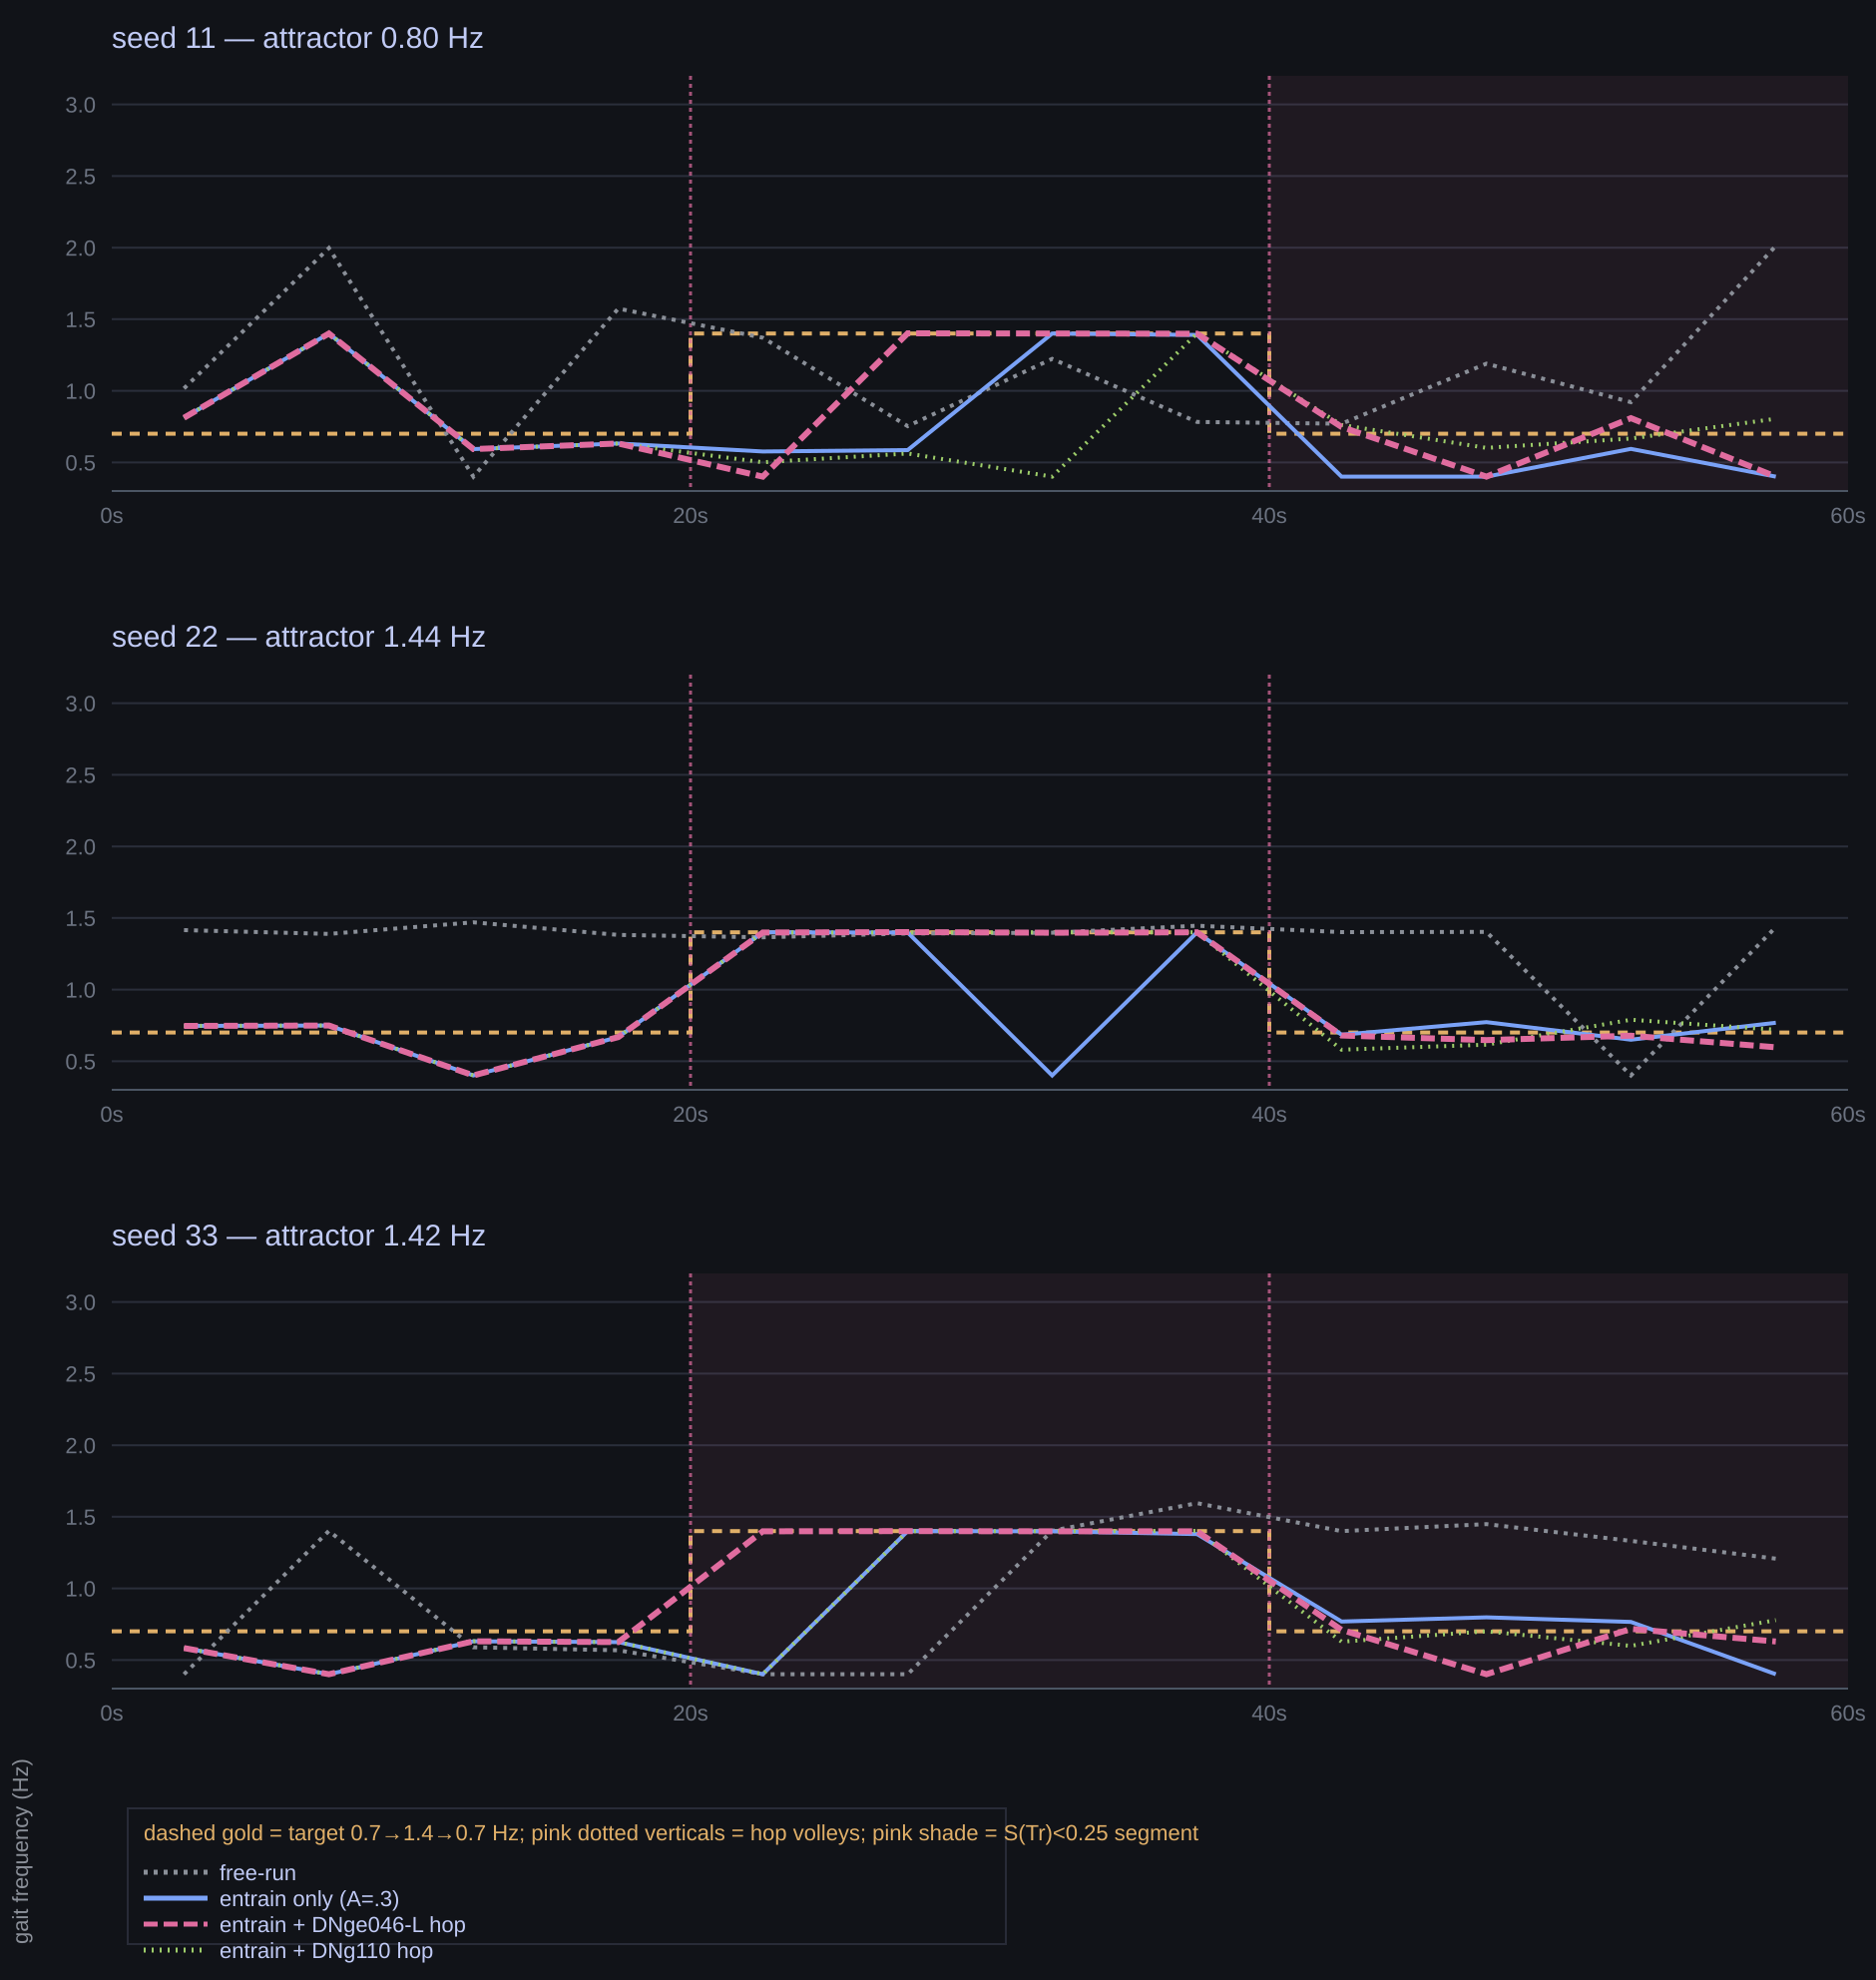 seed 11 — attractor 0.80 Hz
3.0
2.5
2.0
1.5
1.0
0.5
0s 20s 40s 60s
seed 22 — attractor 1.44 Hz
3.0
2.5
2.0
1.5
1.0
0.5
0s 20s 40s 60s
seed 33 — attractor 1.42 Hz
3.0
2.5
2.0
1.5
1.0
0.5
0s 20s 40s 60s
gait frequency (Hz)
dashed gold = target 0.7→1.4→0.7 Hz; pink dotted verticals = hop volleys; pink shade = S(Tr)<0.25 segment
free-run
entrain only (A=.3)
entrain + DNge046-L hop
entrain + DNg110 hop